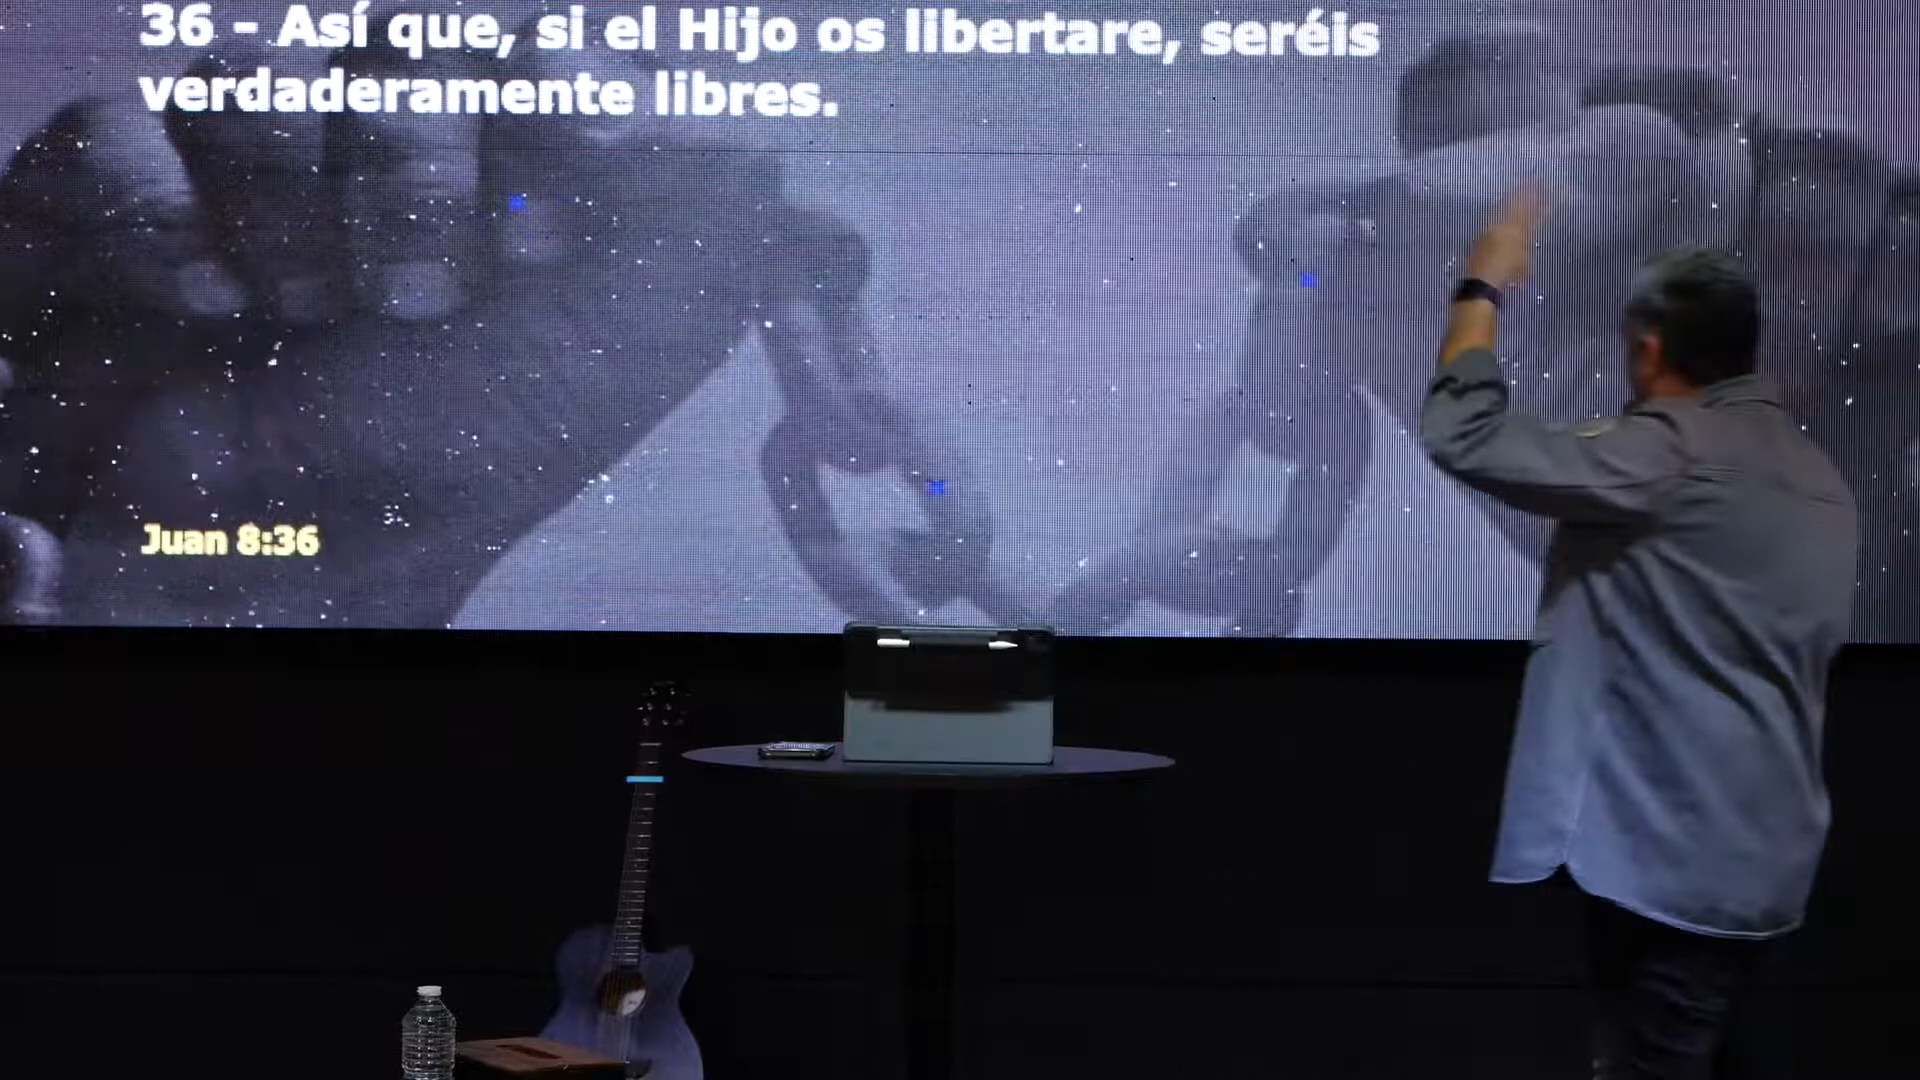 36 - Así que, si el Hijo os libertare, seréis
verdaderamente libres.
Juan 8:36